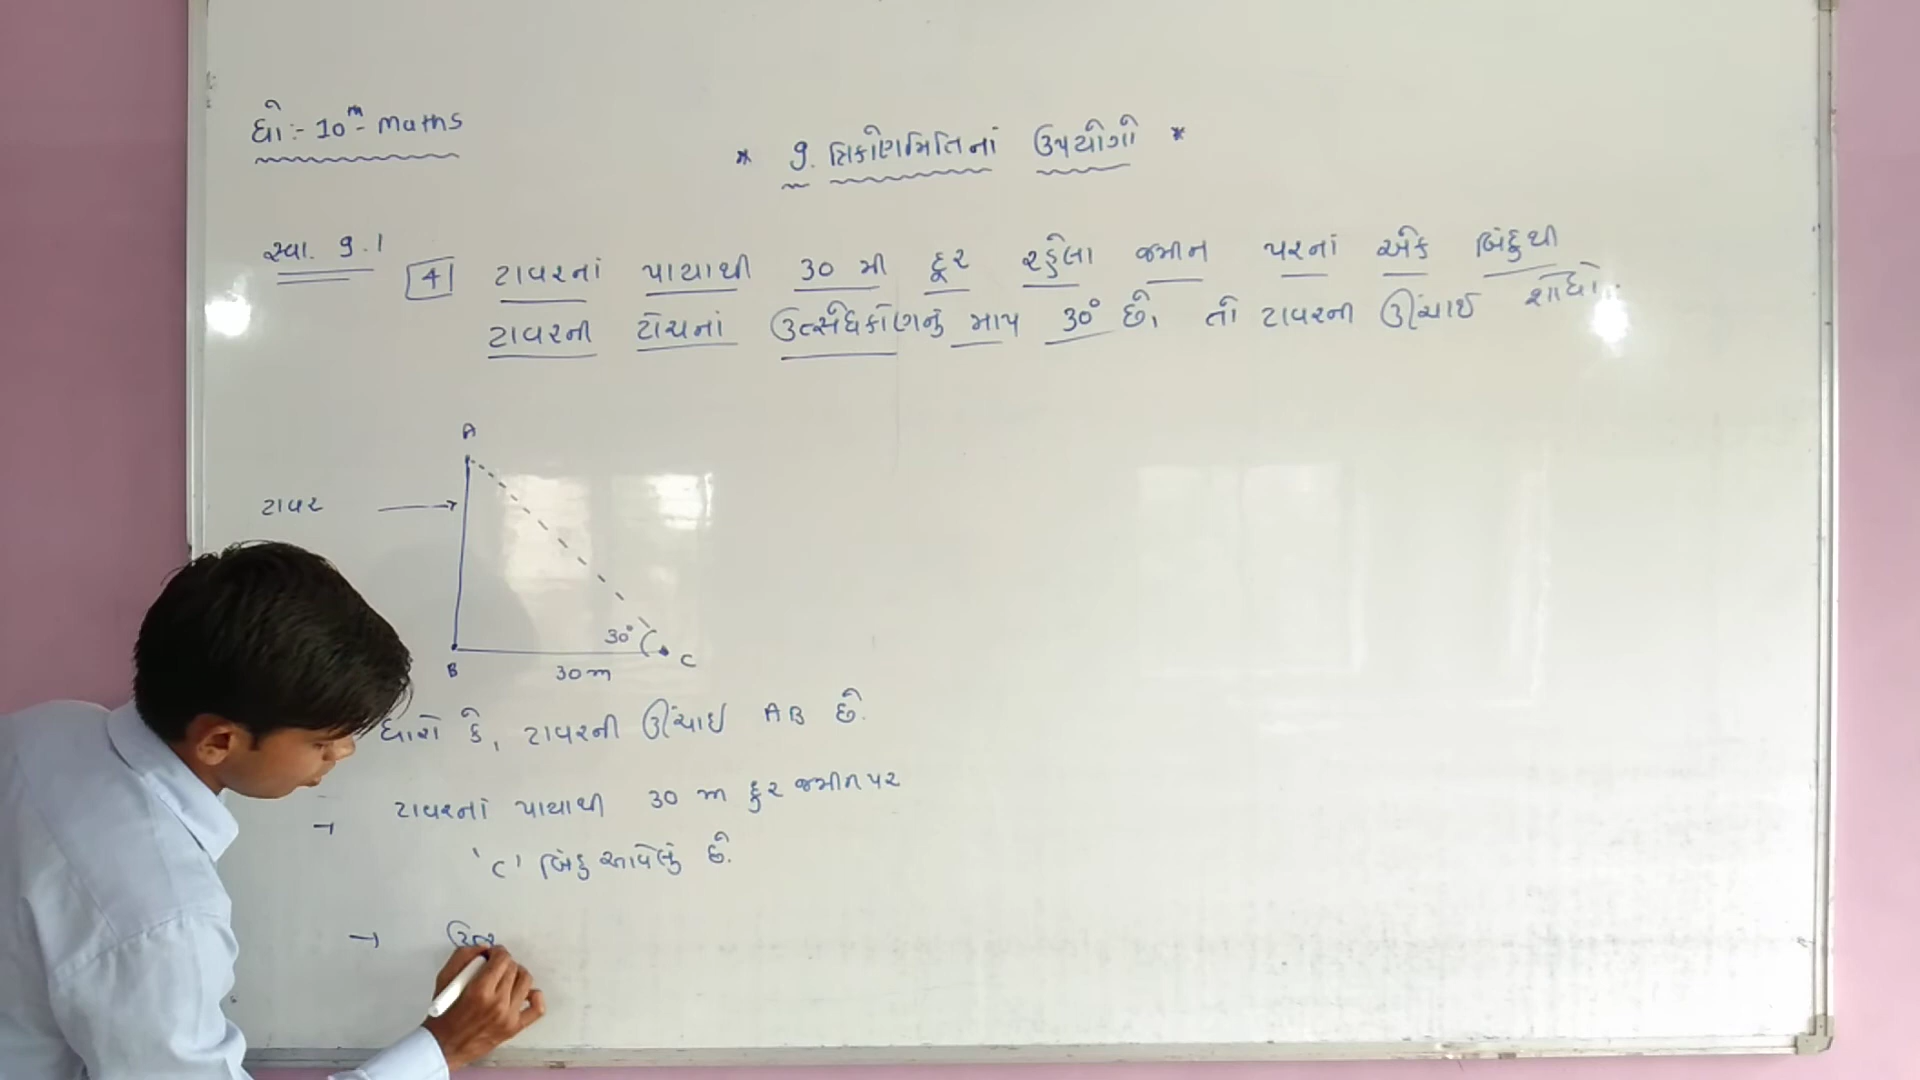 ધો :- 10th - Maths
* 9. ત્રિકોણમિતિનાં ઉપયોગો *
સ્વા. 9.1
4 ટાવરનાં પાયાથી 30 મી દૂર રહેલા જમીન પરનાં એક બિંદુથી
ટાવરની ટોચનાં ઉત્સેધકોણનું માપ 30° છે, તો ટાવરની ઊંચાઈ શોધો.
A
ટાવર
30°
B
C
30 m
ધારો કે, ટાવરની ઊંચાઈ AB છે.
ટાવરનાં પાયાથી 30 m દૂર જમીન પર
'C' બિંદુ આવેલું છે.